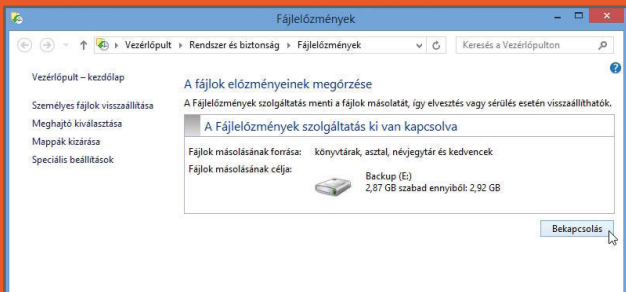 Fájlelőzmények
Vezérlőpult Rendszer és biztonság Fájlelőzmények
Keresés a Vezérlőpulton
Vezérlőpult – kezdőlap
Személyes fájlok visszaállítása
Meghajtó kiválasztása
Mappák kizárása
Speciális beállítások
A fájlok előzményeinek megőrzése
A Fájlelőzmények szolgáltatás menti a fájlok másolatát, így elvesztés vagy sérülés esetén visszaállíthatók.
A Fájlelőzmények szolgáltatás ki van kapcsolva
Fájlok másolásának forrása: könyvtárak, asztal, névjegytár és kedvencek
Fájlok másolásának célja:
Backup (E:)
2,87 GB szabad ennyiből: 2,92 GB
Bekapcsolás